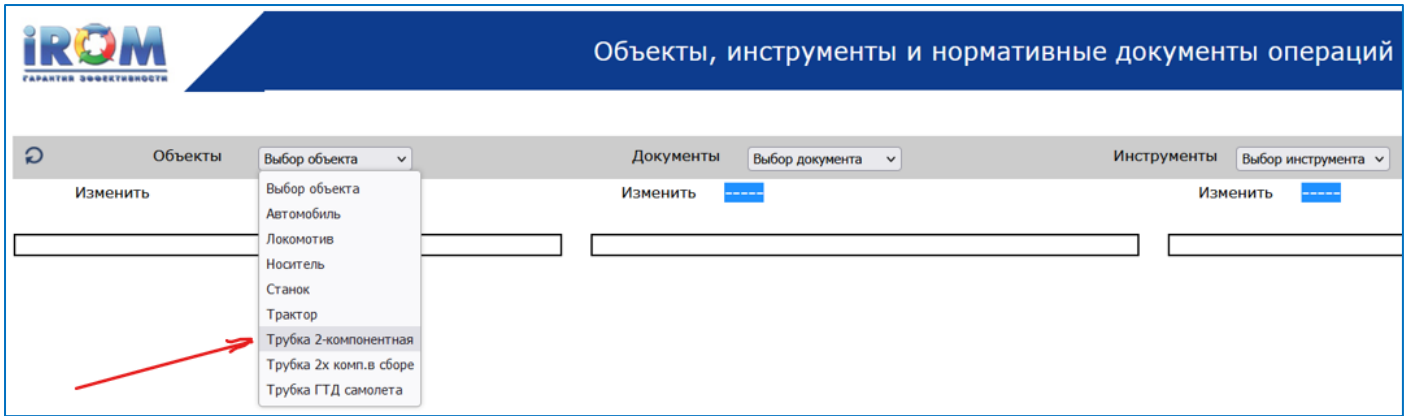 iROM
ГАРАНТИЯ ЭФФЕКТИВНОСТИ
Объекты, инструменты и нормативные документы операций
Объекты Выбор объекта Документы Выбор документа Инструменты Выбор инструмента
Изменить Изменить ----- Изменить -----
Выбор объекта
Автомобиль
Локомотив
Носитель
Станок
Трактор
Трубка 2-компонентная
Трубка 2х комп.в сборе
Трубка ГТД самолета